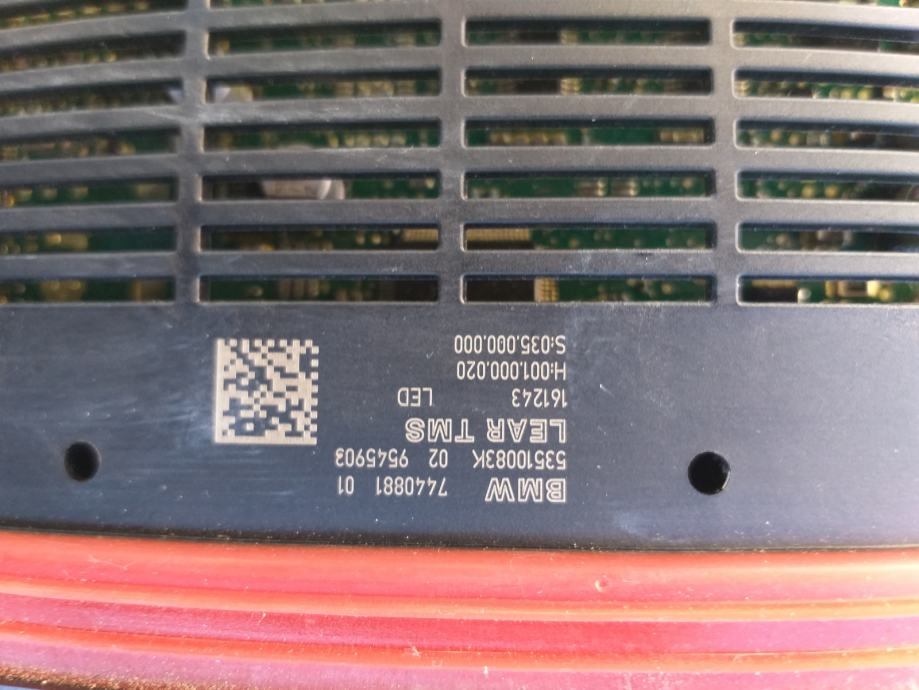 BMW 7440881 01
53510083K 02 9545903
LEAR TMS
161243 LED
H:001.000.020
S:035.000.000